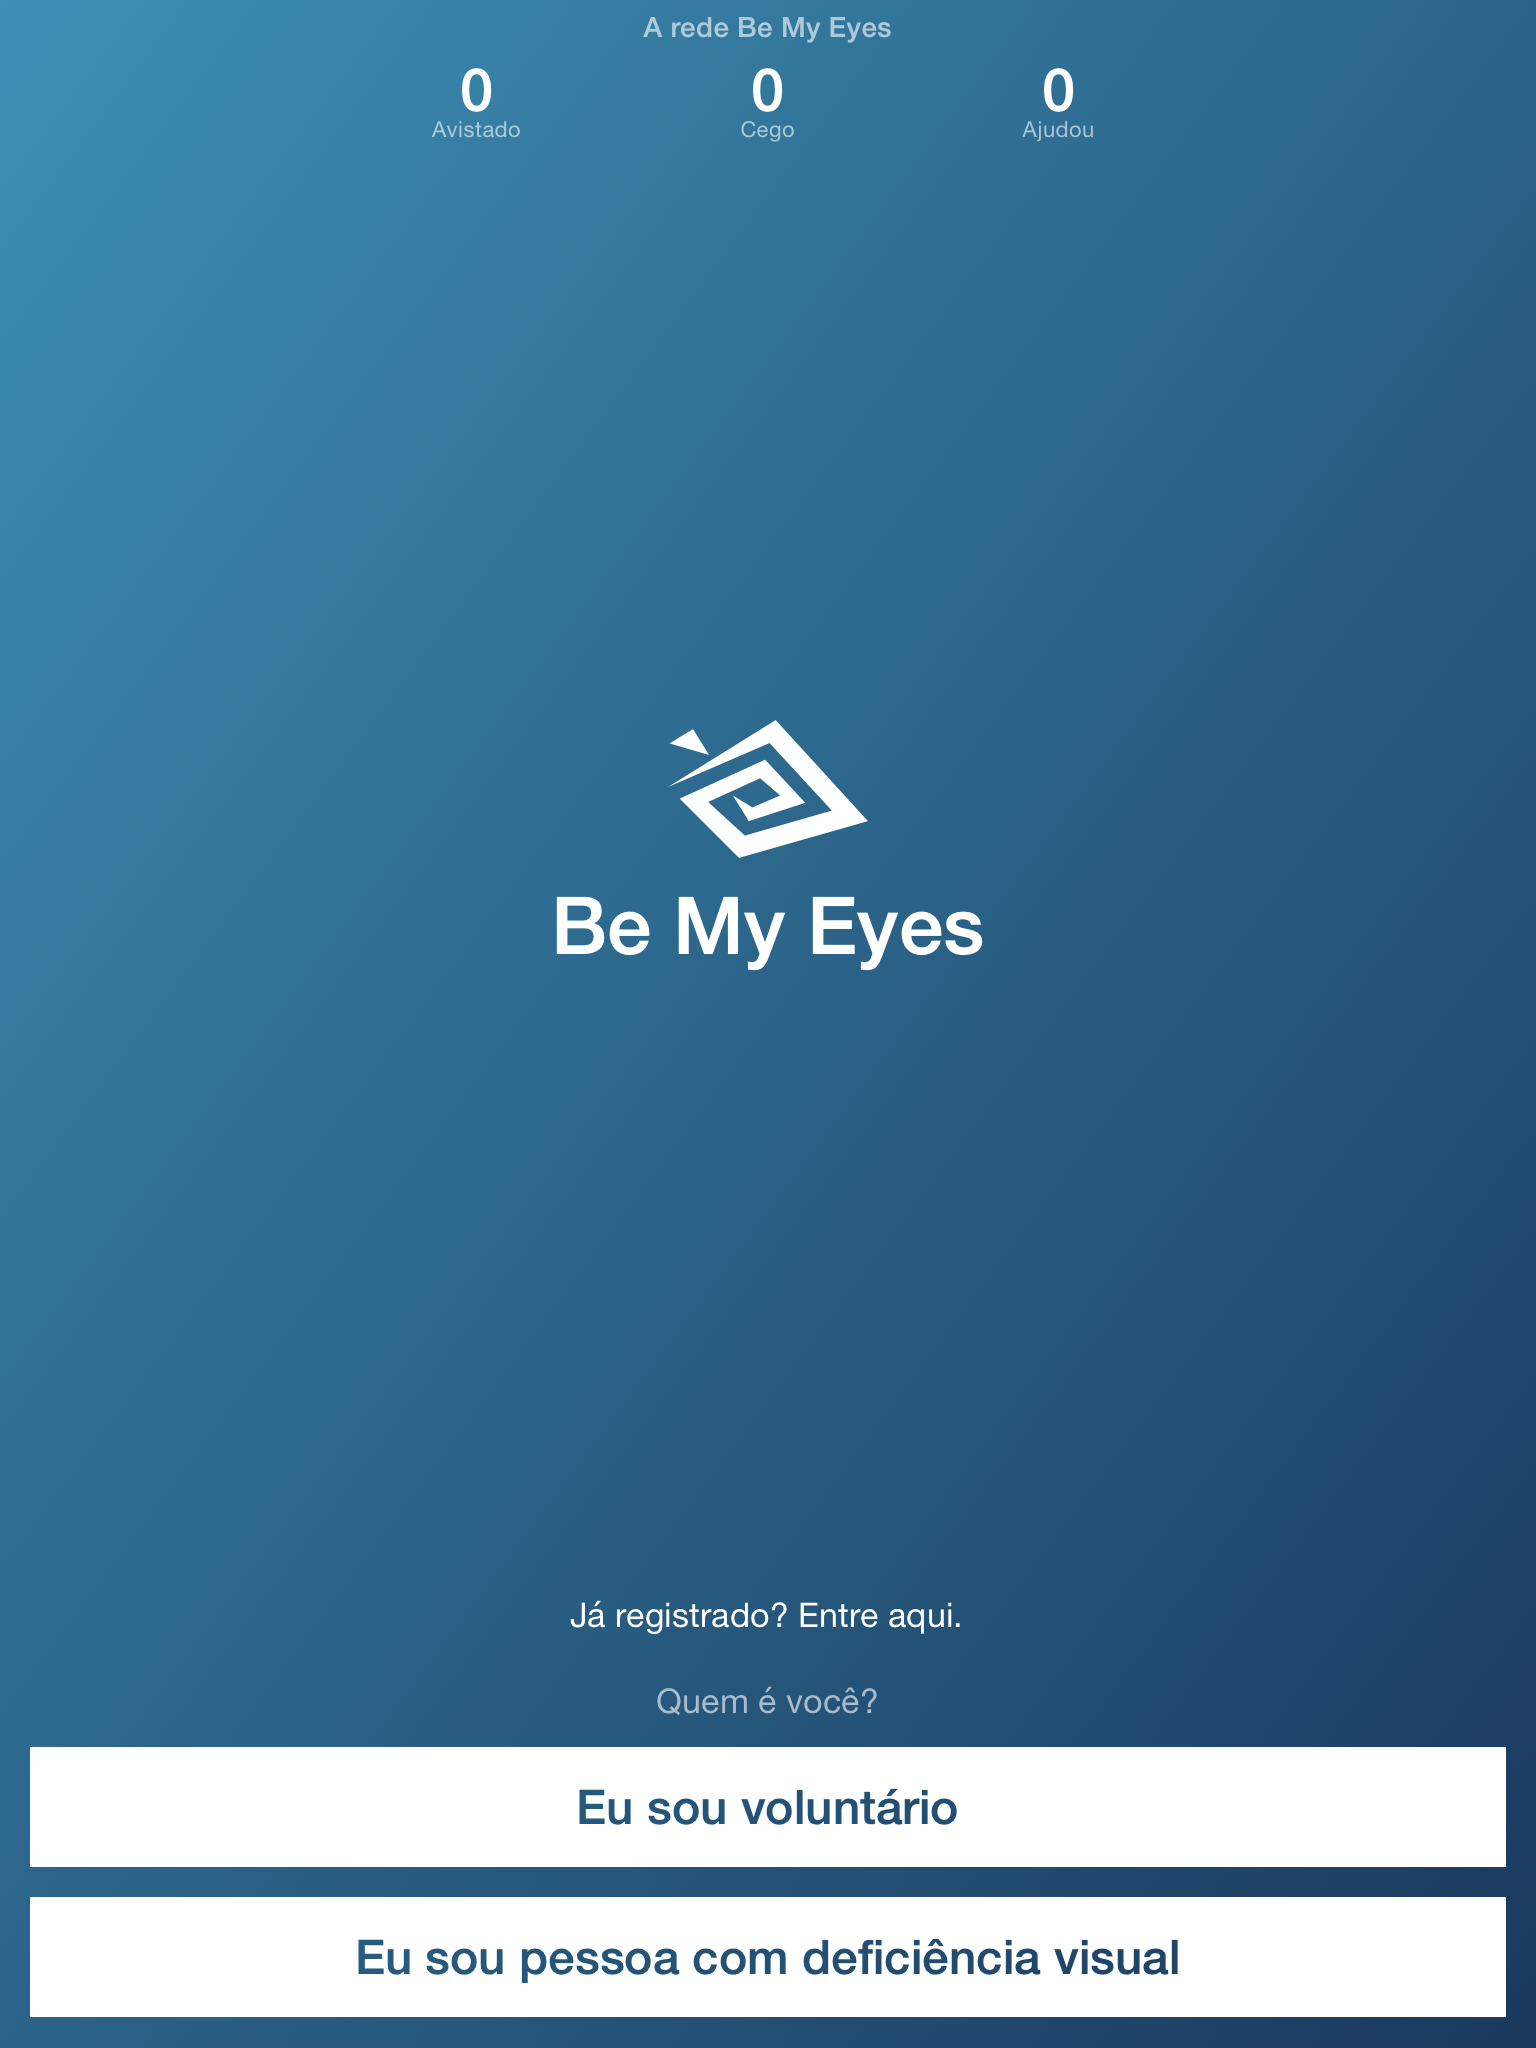 A rede Be My Eyes
0 0 0
Avistado Cego Ajudou
Be My Eyes
Já registrado? Entre aqui.
Quem é você?
Eu sou voluntário
Eu sou pessoa com deficiência visual